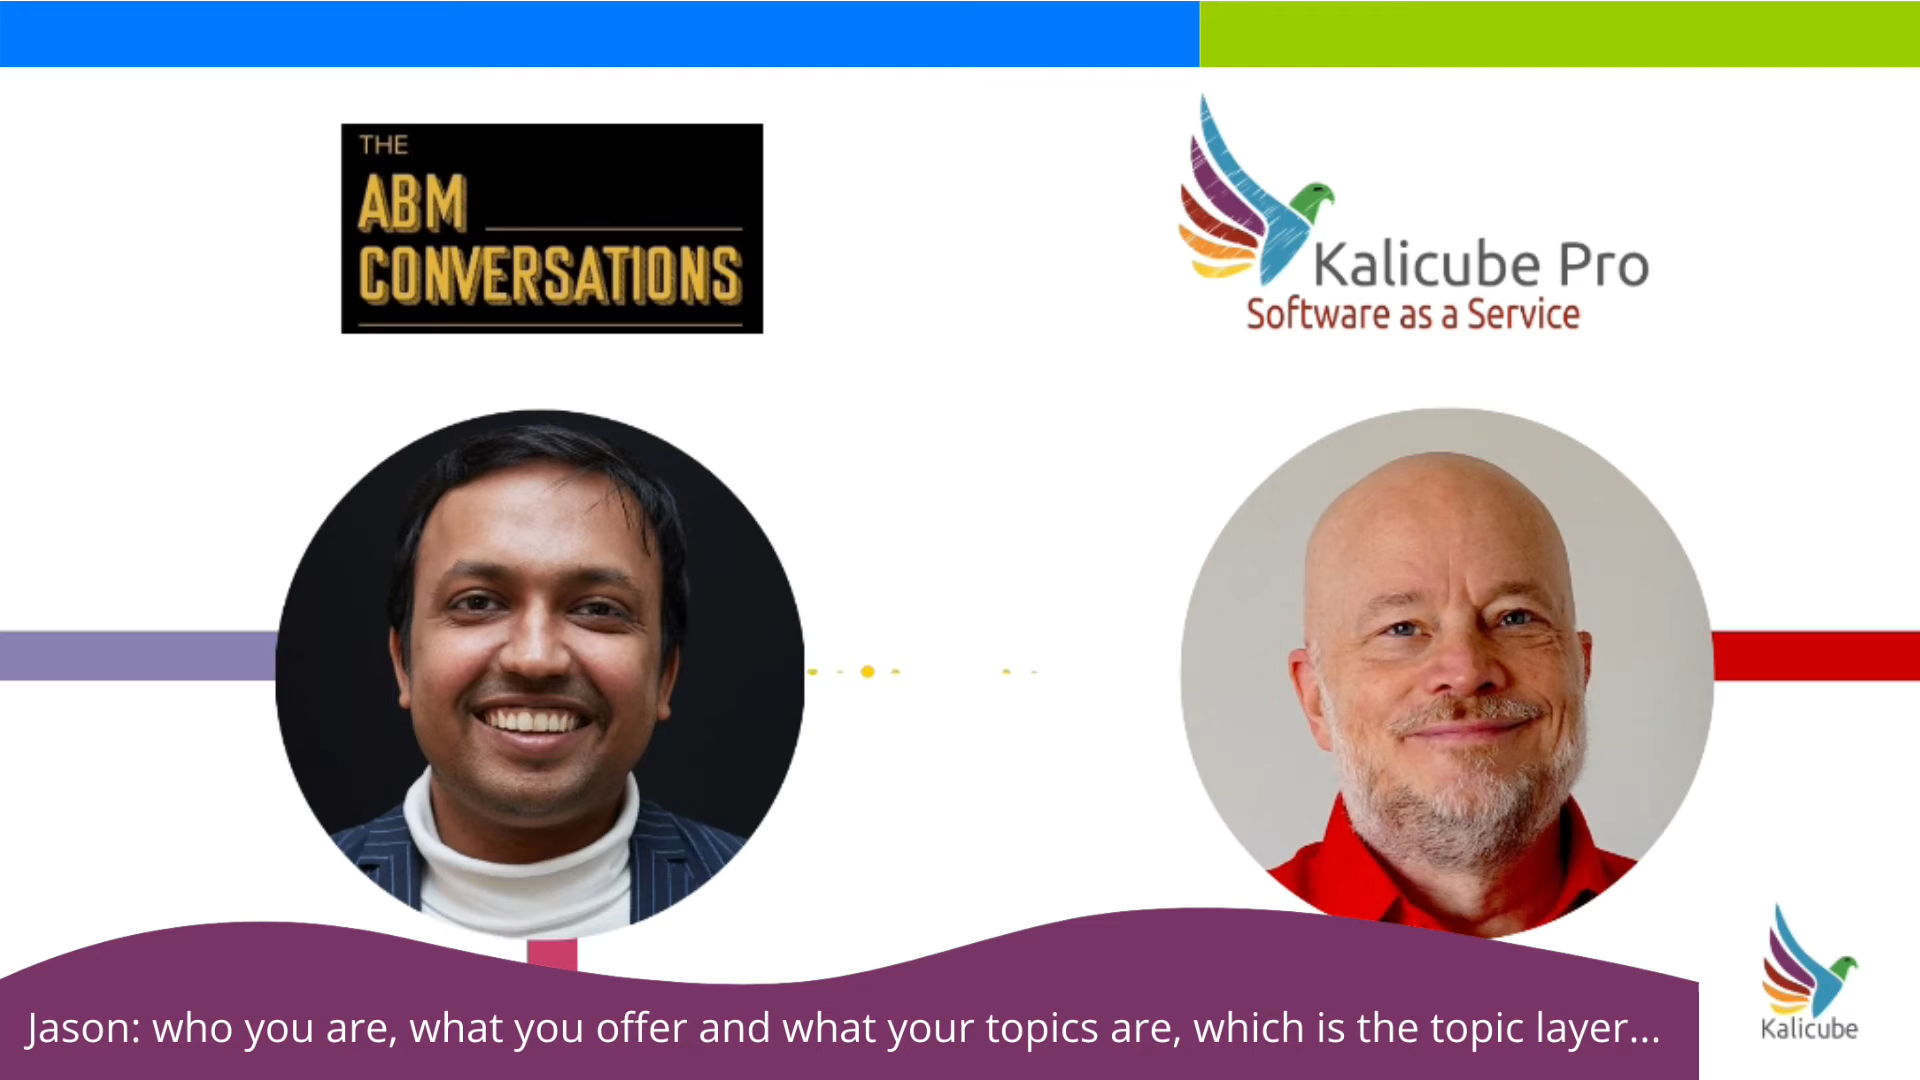 THE
ABM
CONVERSATIONS
Kalicube Pro
Software as a Service
Jason: who you are, what you offer and what your topics are, which is the topic layer...
Kalicube